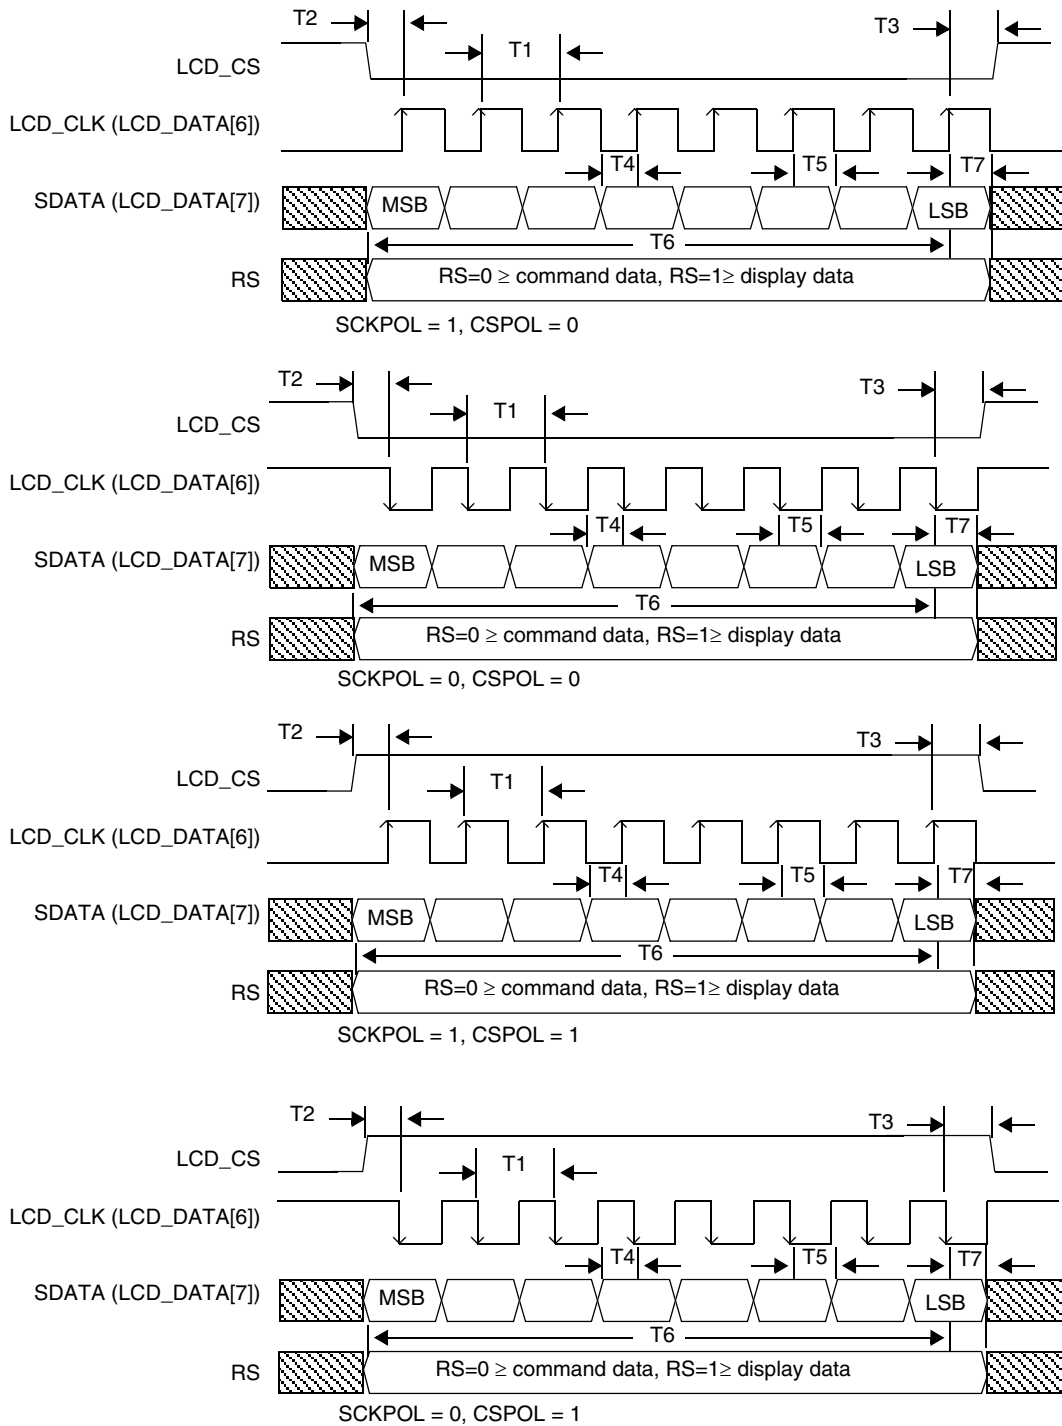 T2
T3
T1
LCD_CS
LCD_CLK (LCD_DATA[6])
T4 T5 T7
SDATA (LCD_DATA[7])
MSB LSB
T6
RS
RS=0 ≥ command data, RS=1≥ display data
SCKPOL = 1, CSPOL = 0
T2
T3
T1
LCD_CS
LCD_CLK (LCD_DATA[6])
T4 T5 T7
SDATA (LCD_DATA[7])
MSB LSB
T6
RS
RS=0 ≥ command data, RS=1≥ display data
SCKPOL = 0, CSPOL = 0
T2
T3
T1
LCD_CS
LCD_CLK (LCD_DATA[6])
T4 T5 T7
SDATA (LCD_DATA[7])
MSB LSB
T6
RS
RS=0 ≥ command data, RS=1≥ display data
SCKPOL = 1, CSPOL = 1
T2
T3
T1
LCD_CS
LCD_CLK (LCD_DATA[6])
T4 T5 T7
SDATA (LCD_DATA[7])
MSB LSB
T6
RS
RS=0 ≥ command data, RS=1≥ display data
SCKPOL = 0, CSPOL = 1